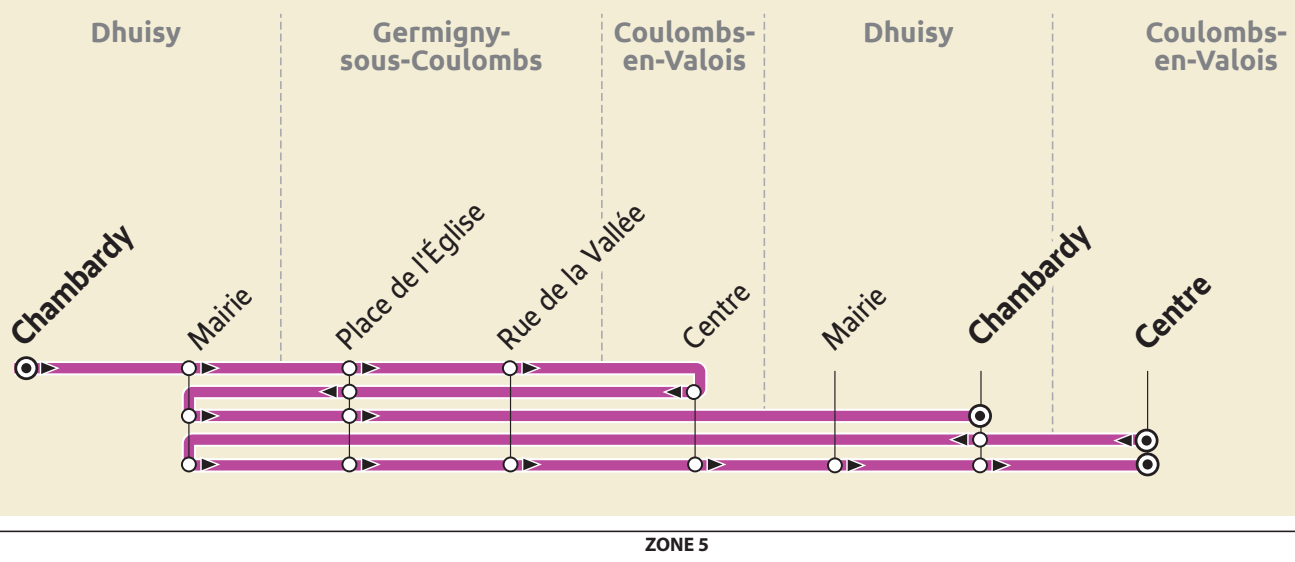 Dhuisy
Germigny-
sous-Coulombs
Coulombs-
en-Valois
Dhuisy
Coulombs-
en-Valois
Chambardy
Mairie
Place de l'Église
Rue de la Vallée
Centre
Mairie
Chambardy
Centre
ZONE 5